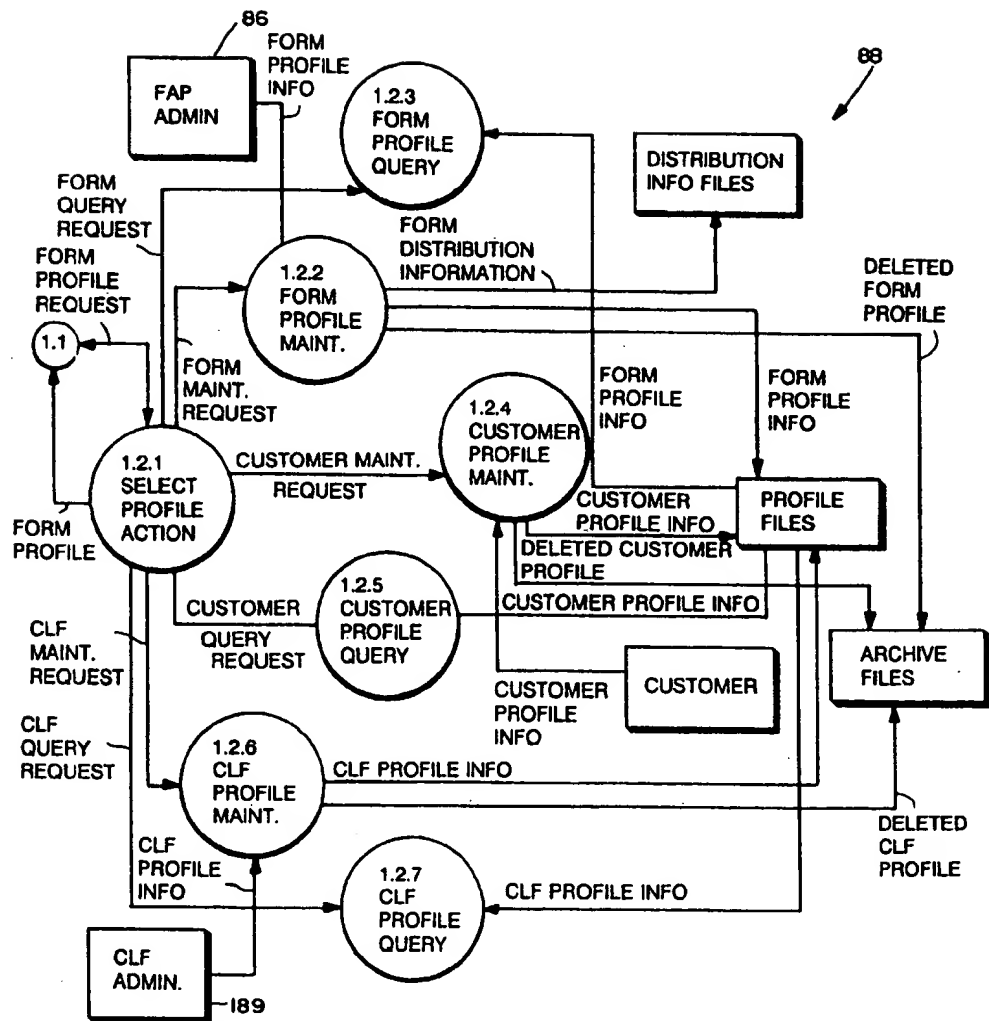 86
FORM
PROFILE
INFO
88
FAP
ADMIN
1.2.3
FORM
PROFILE
QUERY
DISTRIBUTION
INFO FILES
FORM
QUERY
REQUEST
FORM
DISTRIBUTION
INFORMATION
FORM
PROFILE
REQUEST
1.2.2
FORM
PROFILE
MAINT.
DELETED
FORM
PROFILE
1.1
FORM
MAINT.
REQUEST
FORM
PROFILE
INFO
FORM
PROFILE
INFO
1.2.4
CUSTOMER
PROFILE
MAINT.
1.2.1
SELECT
PROFILE
ACTION
CUSTOMER MAINT.
REQUEST
FORM
PROFILE
CUSTOMER
PROFILE INFO
PROFILE
FILES
DELETED CUSTOMER
PROFILE
1.2.5
CUSTOMER
PROFILE
QUERY
CUSTOMER
QUERY
REQUEST
CUSTOMER PROFILE INFO
CLF
MAINT.
REQUEST
ARCHIVE
FILES
CUSTOMER
PROFILE
INFO
CUSTOMER
CLF
QUERY
REQUEST
1.2.6
CLF
PROFILE
MAINT.
CLF PROFILE INFO
DELETED
CLF
PROFILE
CLF
PROFILE
INFO
1.2.7
CLF
PROFILE
QUERY
CLF PROFILE INFO
CLF
ADMIN.
189